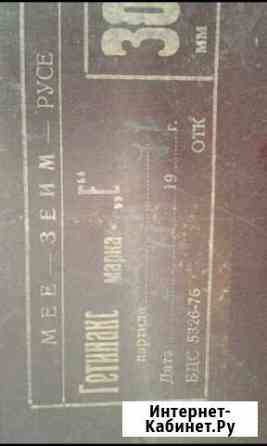 МЕЕ — ЗЕИМ — РУСЕ
Гетинакс
марка „Г“
30
мм
партида
Дата 19 г.
БДС 5326-76
ОТК
Интернет-
Кабинет.Ру